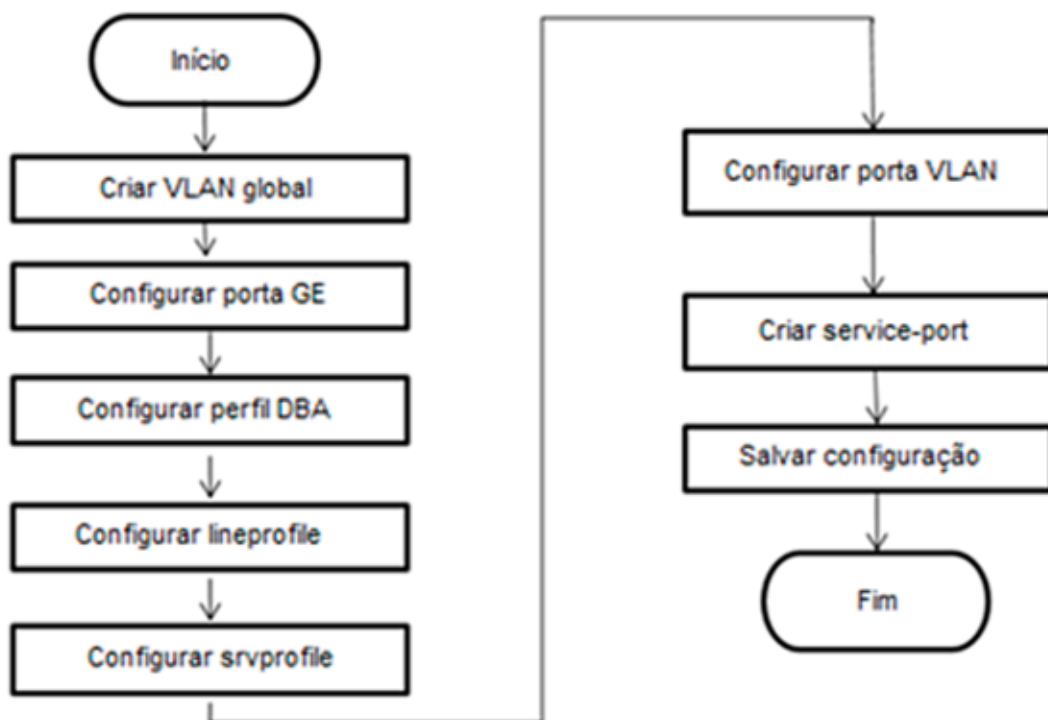 Início
Criar VLAN global
Configurar porta GE
Configurar perfil DBA
Configurar lineprofile
Configurar srvprofile
Configurar porta VLAN
Criar service-port
Salvar configuração
Fim